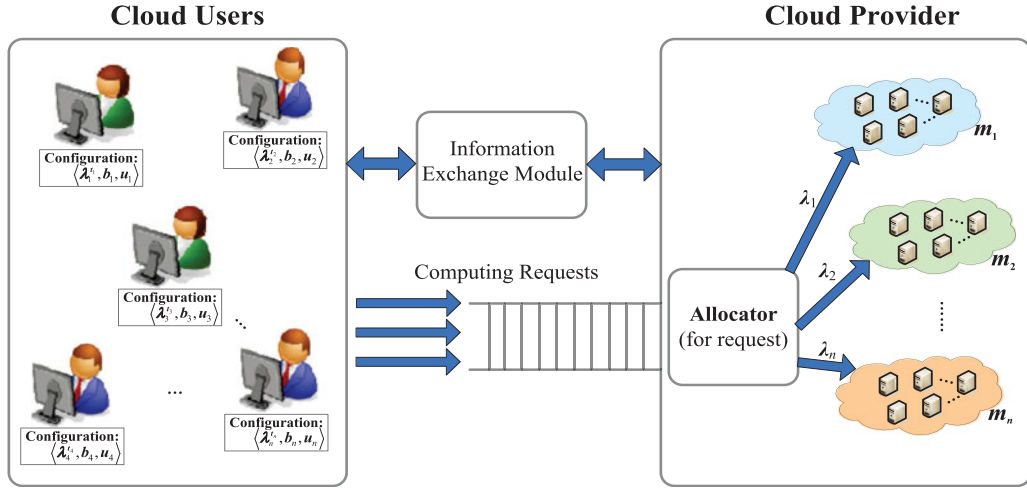 Cloud Users
Cloud Provider
Configuration:
⟨λ₁^{t₁}, b₁, u₁⟩
Configuration:
⟨λ₂^{t₂}, b₂, u₂⟩
Configuration:
⟨λ₃^{t₃}, b₃, u₃⟩
...
...
Configuration:
⟨λ₄^{t₄}, b₄, u₄⟩
Configuration:
⟨λₙ^{tₙ}, bₙ, uₙ⟩
Information
Exchange Module
Computing Requests
Allocator
(for request)
λ₁
λ₂
λₙ
m₁
m₂
mₙ